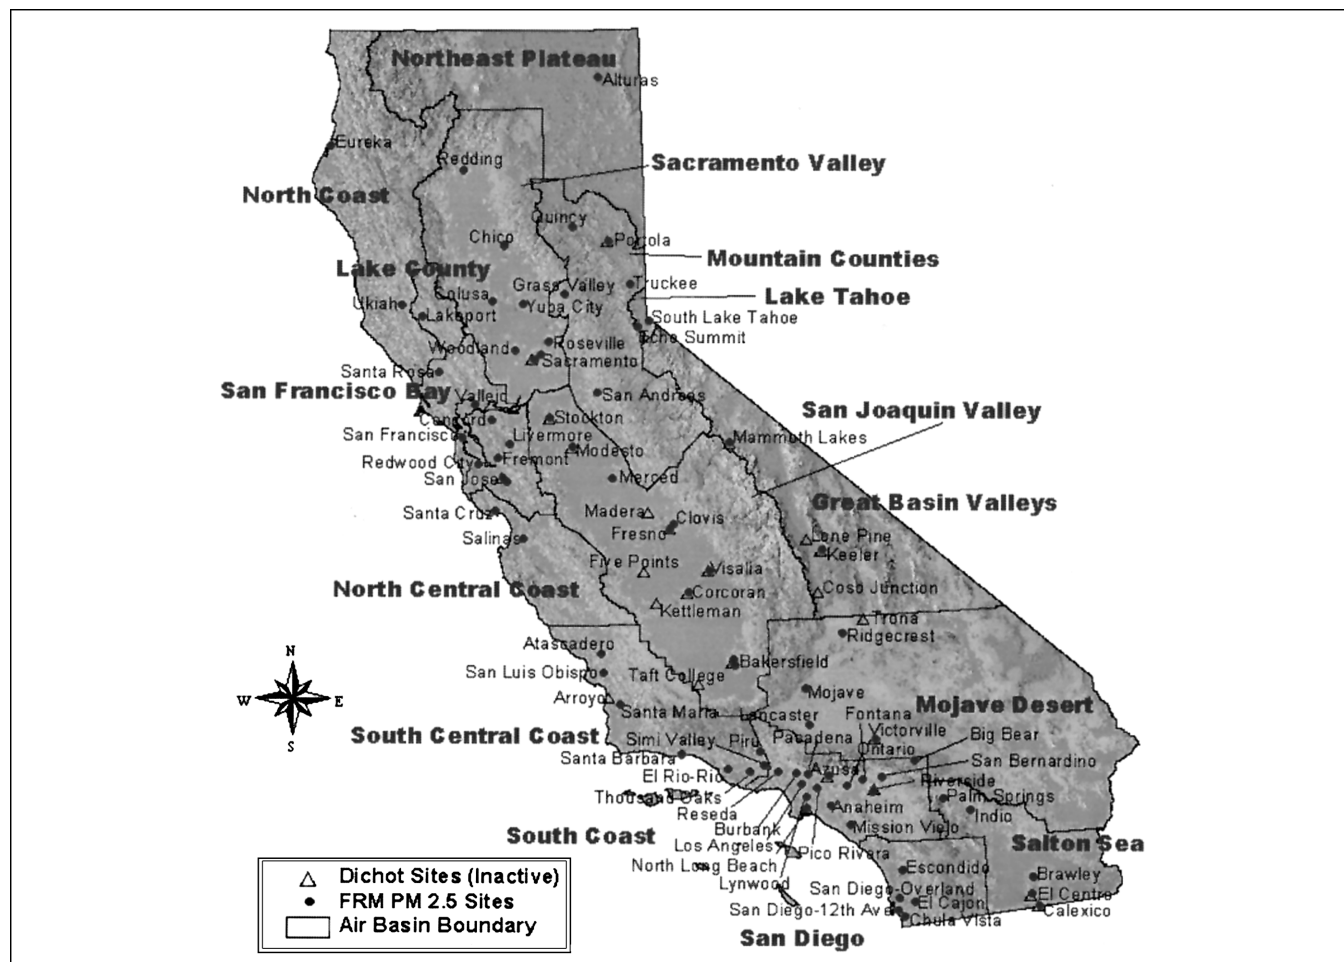 Northeast Plateau
Alturas
Eureka
Redding
Sacramento Valley
North Coast
Quincy
Chico
Portola
Mountain Counties
Lake County
Grass Valley
Truckee
Lake Tahoe
Colusa
Ukiah
Yuba City
Lakeport
South Lake Tahoe
Echo Summit
Woodland
Roseville
Sacramento
Santa Rosa
San Francisco Bay
Vallejo
San Andreas
San Joaquin Valley
Concord
Stockton
San Francisco
Livermore
Mammoth Lakes
Modesto
Redwood City
Fremont
San Jose
Merced
Great Basin Valleys
Santa Cruz
Madera
Clovis
Fresno
Salinas
Lone Pine
Keeler
Five Points
Visalia
North Central Coast
Corcoran
Coso Junction
Kettleman
Trona
Ridgecrest
Atascadero
Bakersfield
San Luis Obispo
Taft College
Arroyo
Mojave
Santa Maria
Lancaster
Fontana
Mojave Desert
South Central Coast
Simi Valley
Piru
Pasadena
Victorville
Ontario
Big Bear
Santa Barbara
San Bernardino
El Rio-Rio
Azusa
Riverside
Thousand Oaks
Palm Springs
Reseda
Anaheim
Indio
Burbank
Mission Viejo
South Coast
Los Angeles
Pico Rivera
Salton Sea
North Long Beach
Lynwood
Escondido
Brawley
San Diego-Overland
El Centro
El Cajon
San Diego-12th Ave
Calexico
Chula Vista
San Diego
N
W
E
S
Dichot Sites (Inactive)
FRM PM 2.5 Sites
Air Basin Boundary